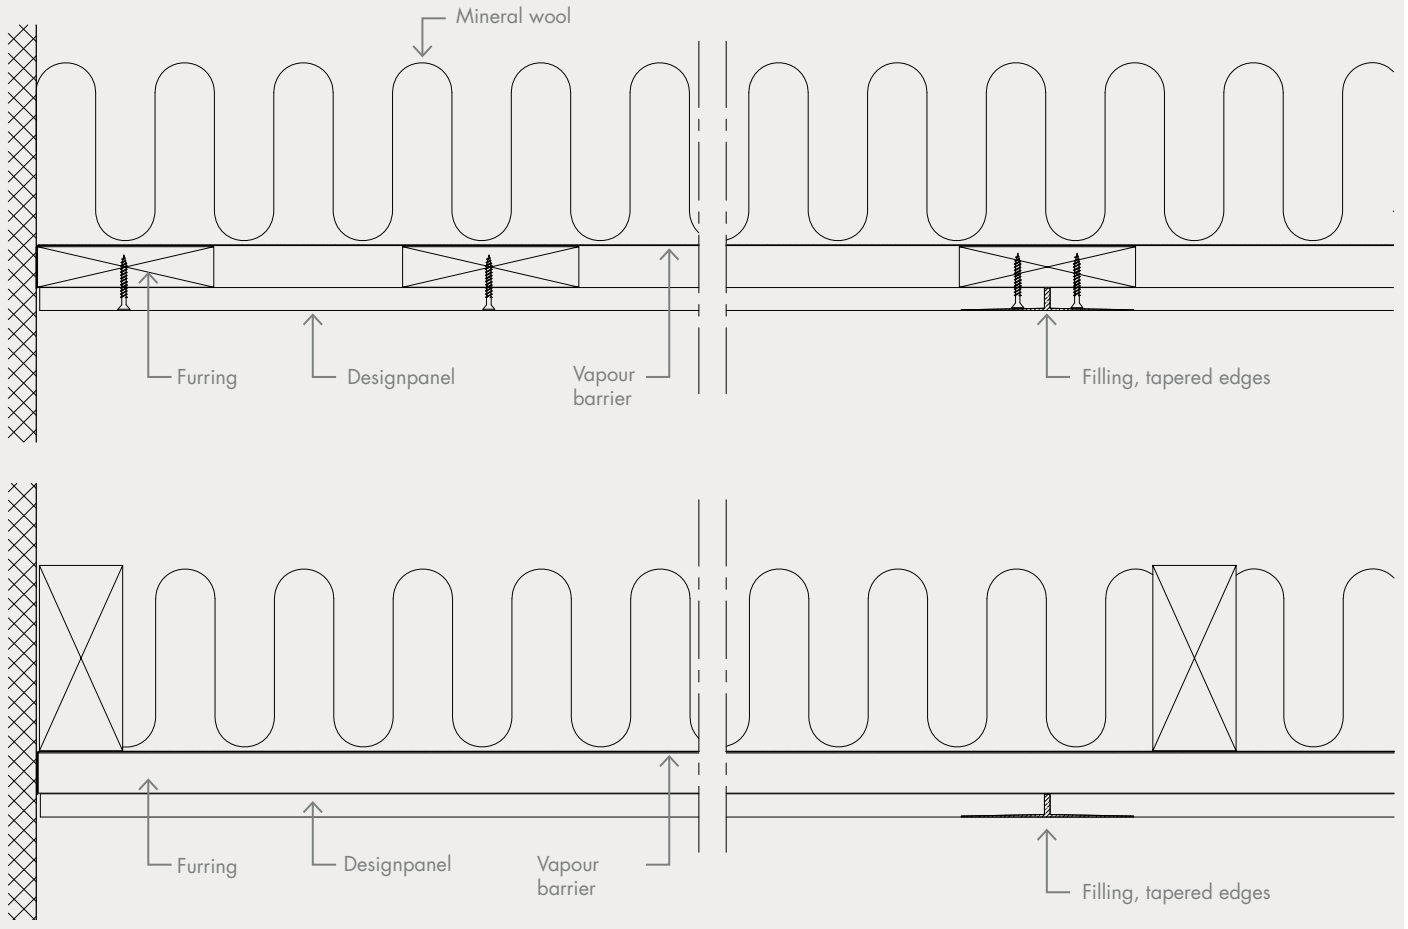 Mineral wool
Furring
Designpanel
Vapour
barrier
Filling, tapered edges
Furring
Designpanel
Vapour
barrier
Filling, tapered edges